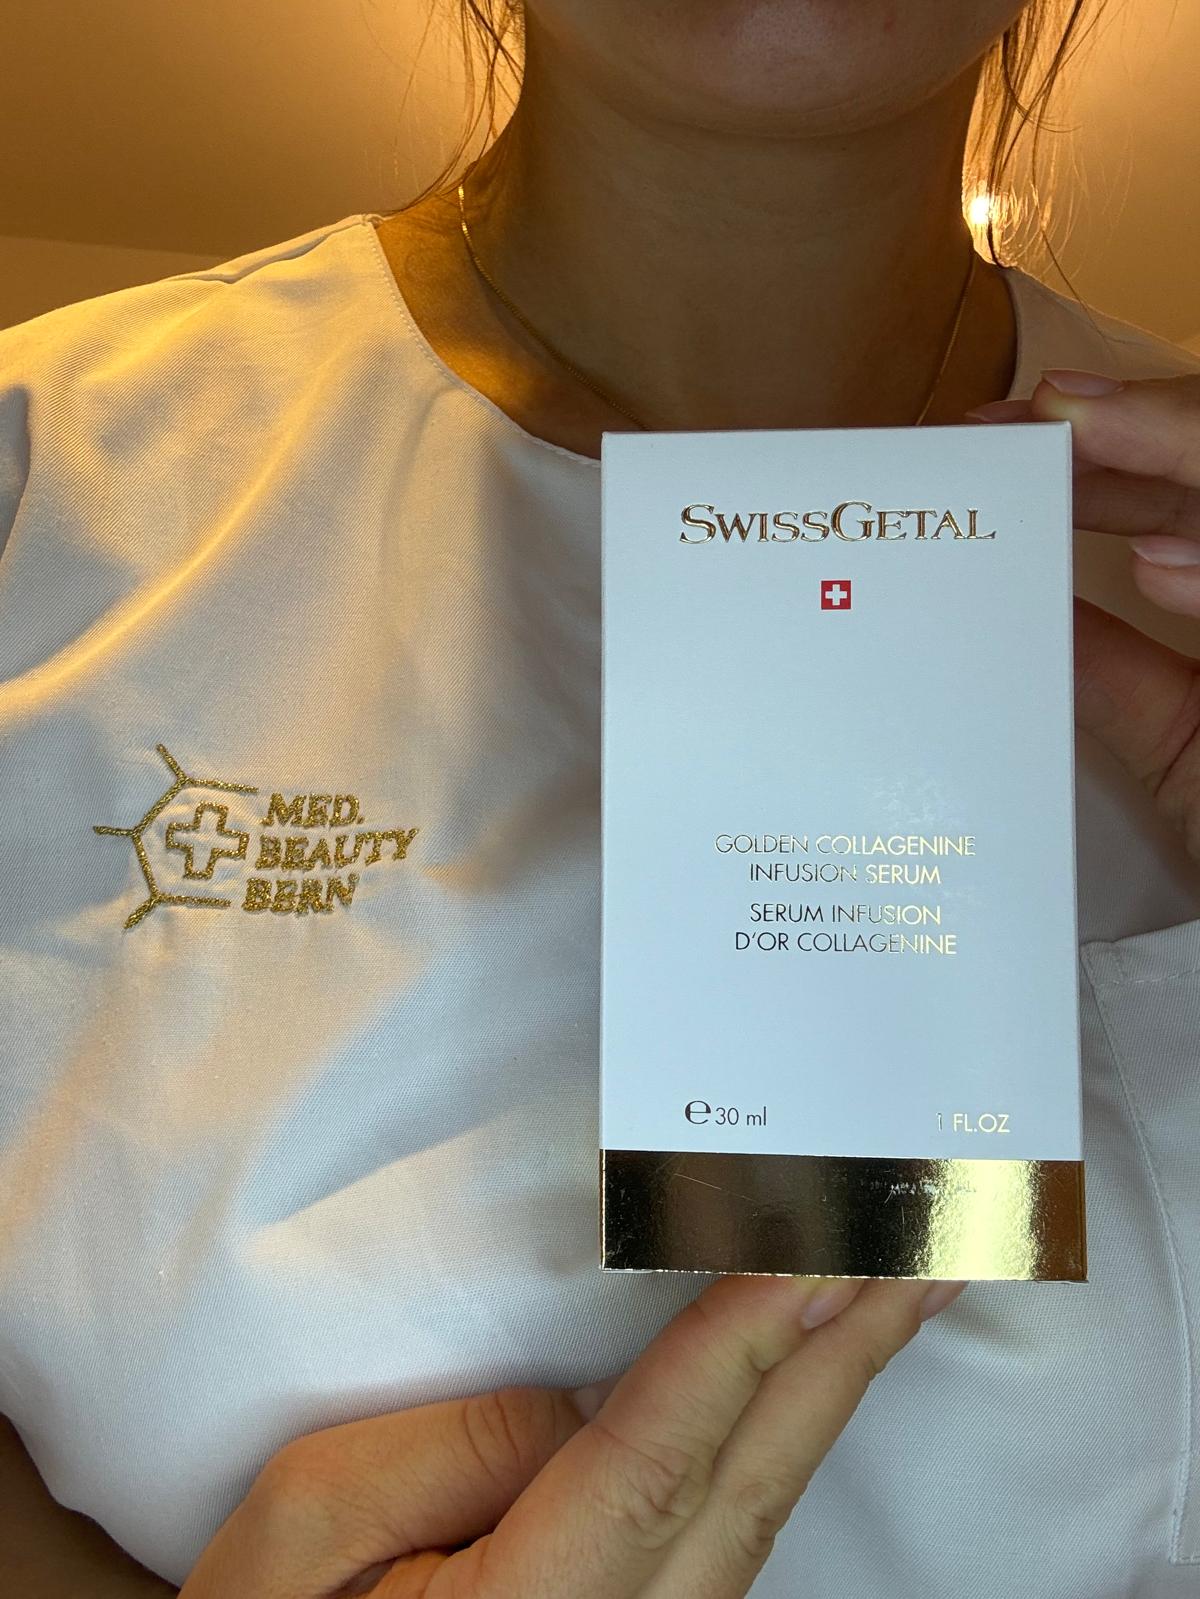 MED.
BEAUTY
BERN
SWISSGETAL
GOLDEN COLLAGENINE
INFUSION SERUM
SERUM INFUSION
D'OR COLLAGENINE
℮30 ml
1 FL.OZ